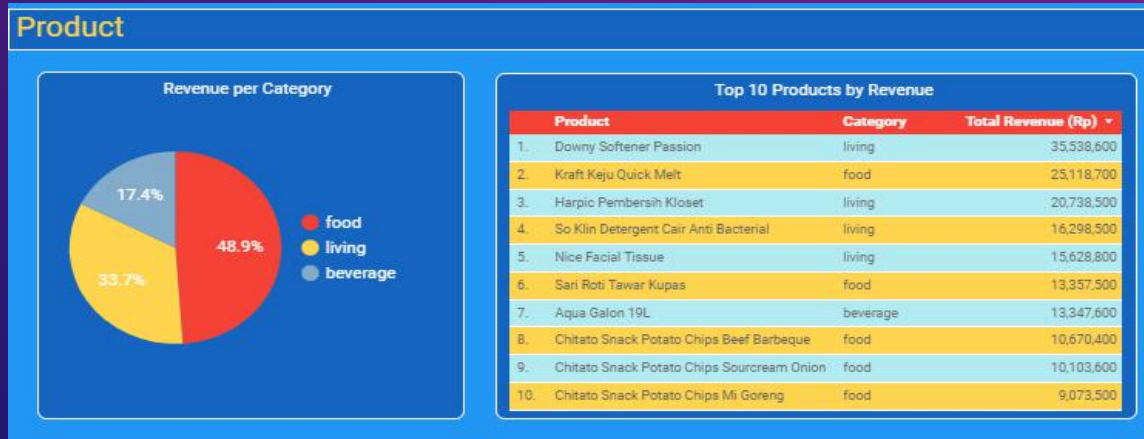 Product
Revenue per Category
17.4%
48.9%
33.7%
food
living
beverage
Top 10 Products by Revenue
Product Category Total Revenue (Rp)
1. Downy Softener Passion living 35,538,600
2. Kraft Keju Quick Melt food 25,118,700
3. Harpic Pembersih Kloset living 20,738,500
4. So Klin Detergent Cair Anti Bacterial living 16,298,500
5. Nice Facial Tissue living 15,628,800
6. Sari Roti Tawar Kupas food 13,357,500
7. Aqua Galon 19L beverage 13,347,600
8. Chitato Snack Potato Chips Beef Barbeque food 10,670,400
9. Chitato Snack Potato Chips Sourcream Onion food 10,103,600
10. Chitato Snack Potato Chips Mi Goreng food 9,073,500